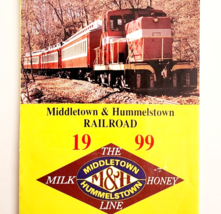 Middletown & Hummelstown
RAILROAD
19 99
THE
MIDDLETOWN
MILK M&H HONEY
HUMMELSTOWN
LINE